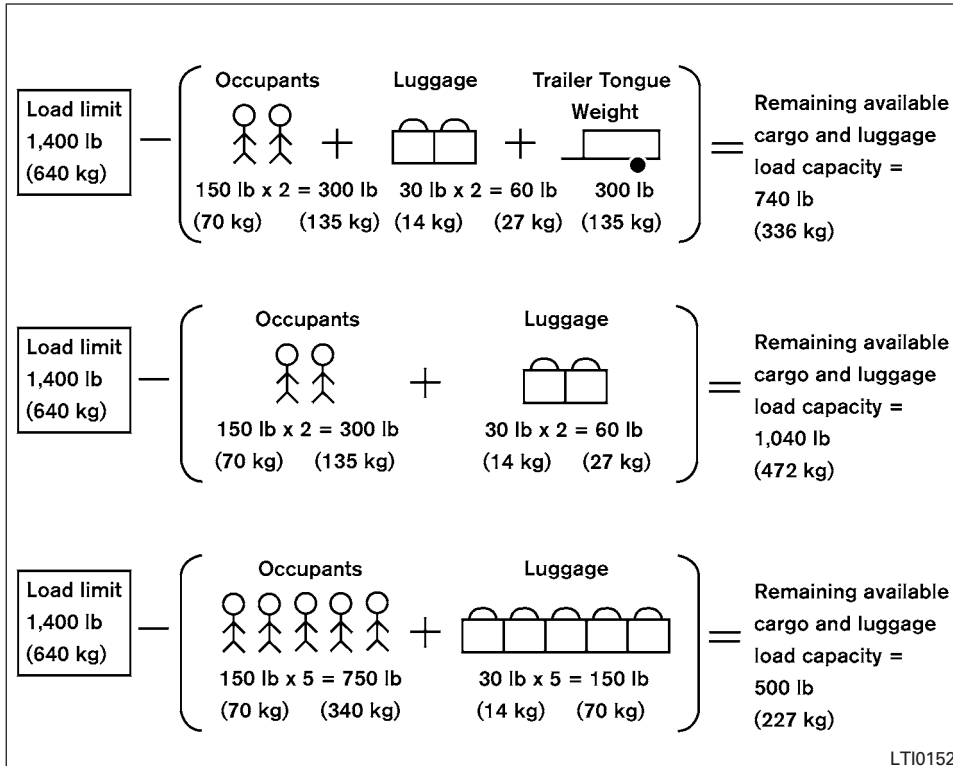 Occupants Luggage Trailer Tongue
Weight
Load limit
1,400 lb
(640 kg)
150 lb x 2 = 300 lb 30 lb x 2 = 60 lb 300 lb
(70 kg) (135 kg) (14 kg) (27 kg) (135 kg)
Remaining available
cargo and luggage
load capacity =
740 lb
(336 kg)
Occupants Luggage
Load limit
1,400 lb
(640 kg)
150 lb x 2 = 300 lb 30 lb x 2 = 60 lb
(70 kg) (135 kg) (14 kg) (27 kg)
Remaining available
cargo and luggage
load capacity =
1,040 lb
(472 kg)
Occupants Luggage
Load limit
1,400 lb
(640 kg)
150 lb x 5 = 750 lb 30 lb x 5 = 150 lb
(70 kg) (340 kg) (14 kg) (70 kg)
Remaining available
cargo and luggage
load capacity =
500 lb
(227 kg)
LTI0152